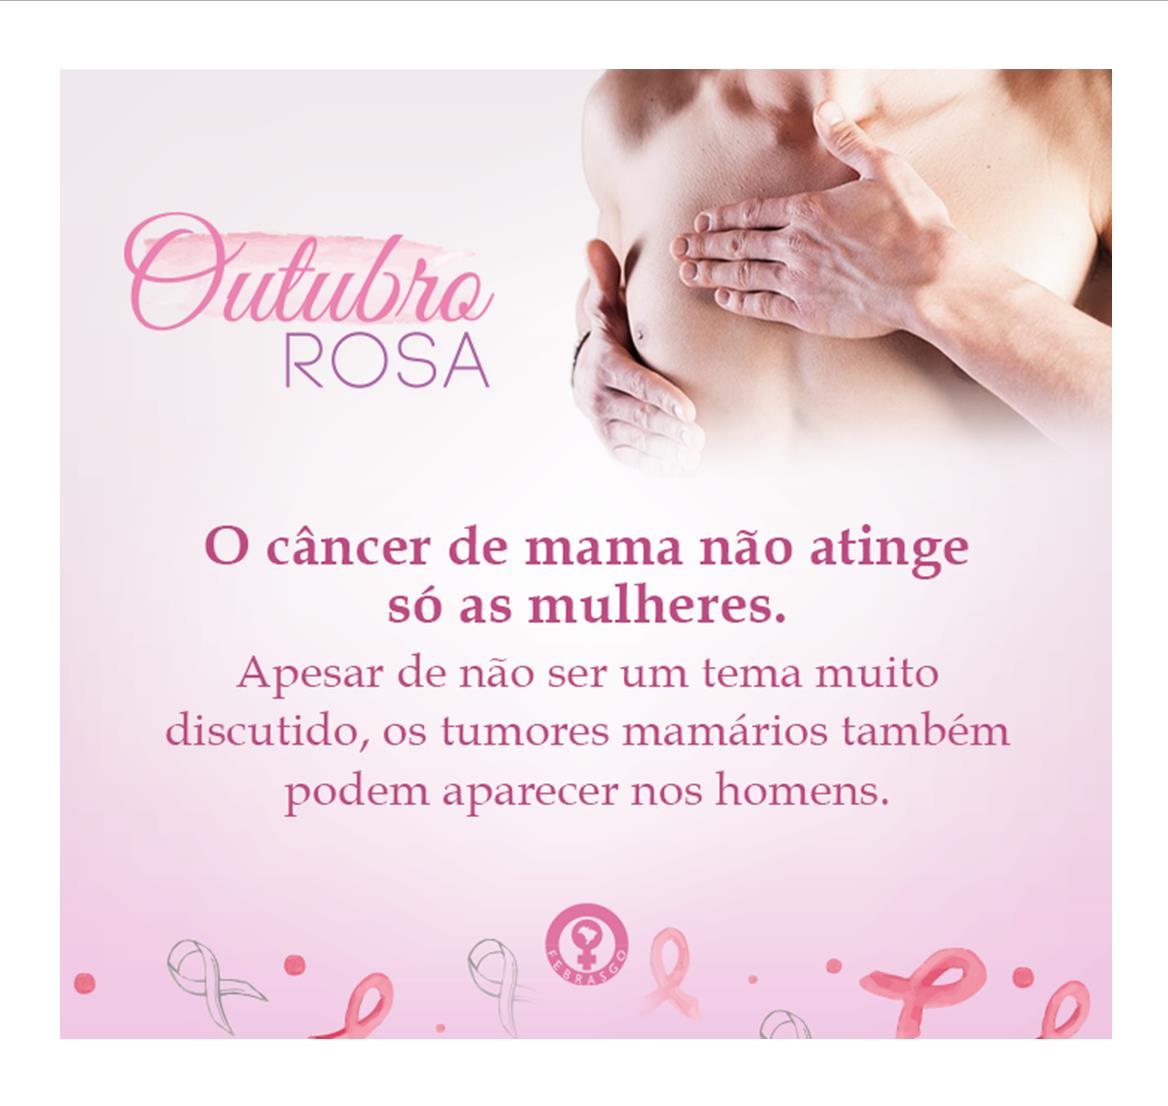 Outubro
ROSA
O câncer de mama não atinge
só as mulheres.
Apesar de não ser um tema muito
discutido, os tumores mamários também
podem aparecer nos homens.
FEBRASGO